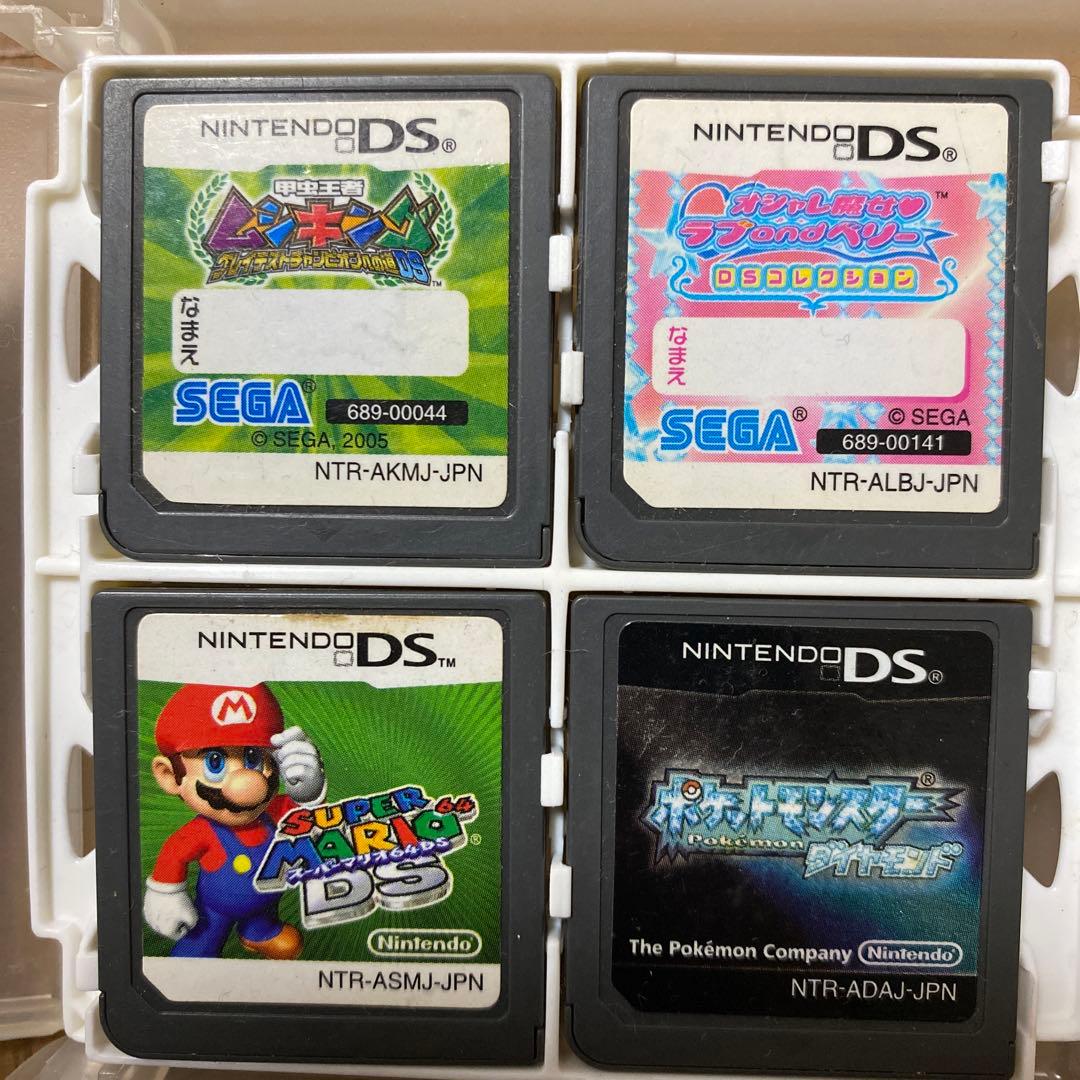 NINTENDO DS®
甲虫王者
ムシキング
グレイテストチャンピオンへの道DS™
なまえ
SEGA®
689-00044
© SEGA, 2005
NTR-AKMJ-JPN
NINTENDO DS®
オシャレ魔女♥
ラブandベリー™
DSコレクション
なまえ
SEGA®
© SEGA
689-00141
NTR-ALBJ-JPN
NINTENDO DS™
M
SUPER
MARIO 64®
スーパーマリオ64DS
DS
Nintendo
NTR-ASMJ-JPN
NINTENDO DS®
ポケットモンスター®
Pokémon
ダイヤモンド
The Pokémon Company Nintendo
NTR-ADAJ-JPN